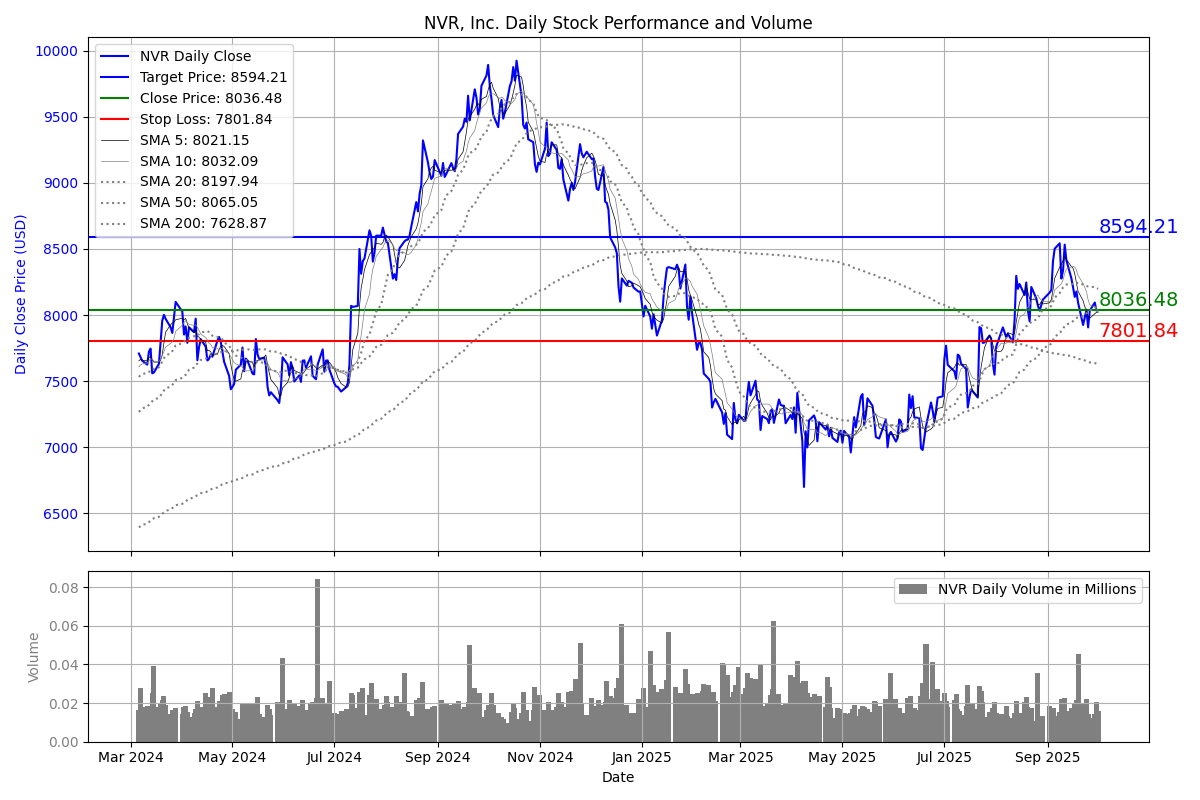 NVR, Inc. Daily Stock Performance and Volume
10000
9500
9000
8500
8000
7500
7000
6500
Daily Close Price (USD)
NVR Daily Close
Target Price: 8594.21
Close Price: 8036.48
Stop Loss: 7801.84
SMA 5: 8021.15
SMA 10: 8032.09
SMA 20: 8197.94
SMA 50: 8065.05
SMA 200: 7628.87
8594.21
8036.48
7801.84
0.08
0.06
0.04
0.02
0.00
Volume
NVR Daily Volume in Millions
Mar 2024 May 2024 Jul 2024 Sep 2024 Nov 2024 Jan 2025 Mar 2025 May 2025 Jul 2025 Sep 2025
Date